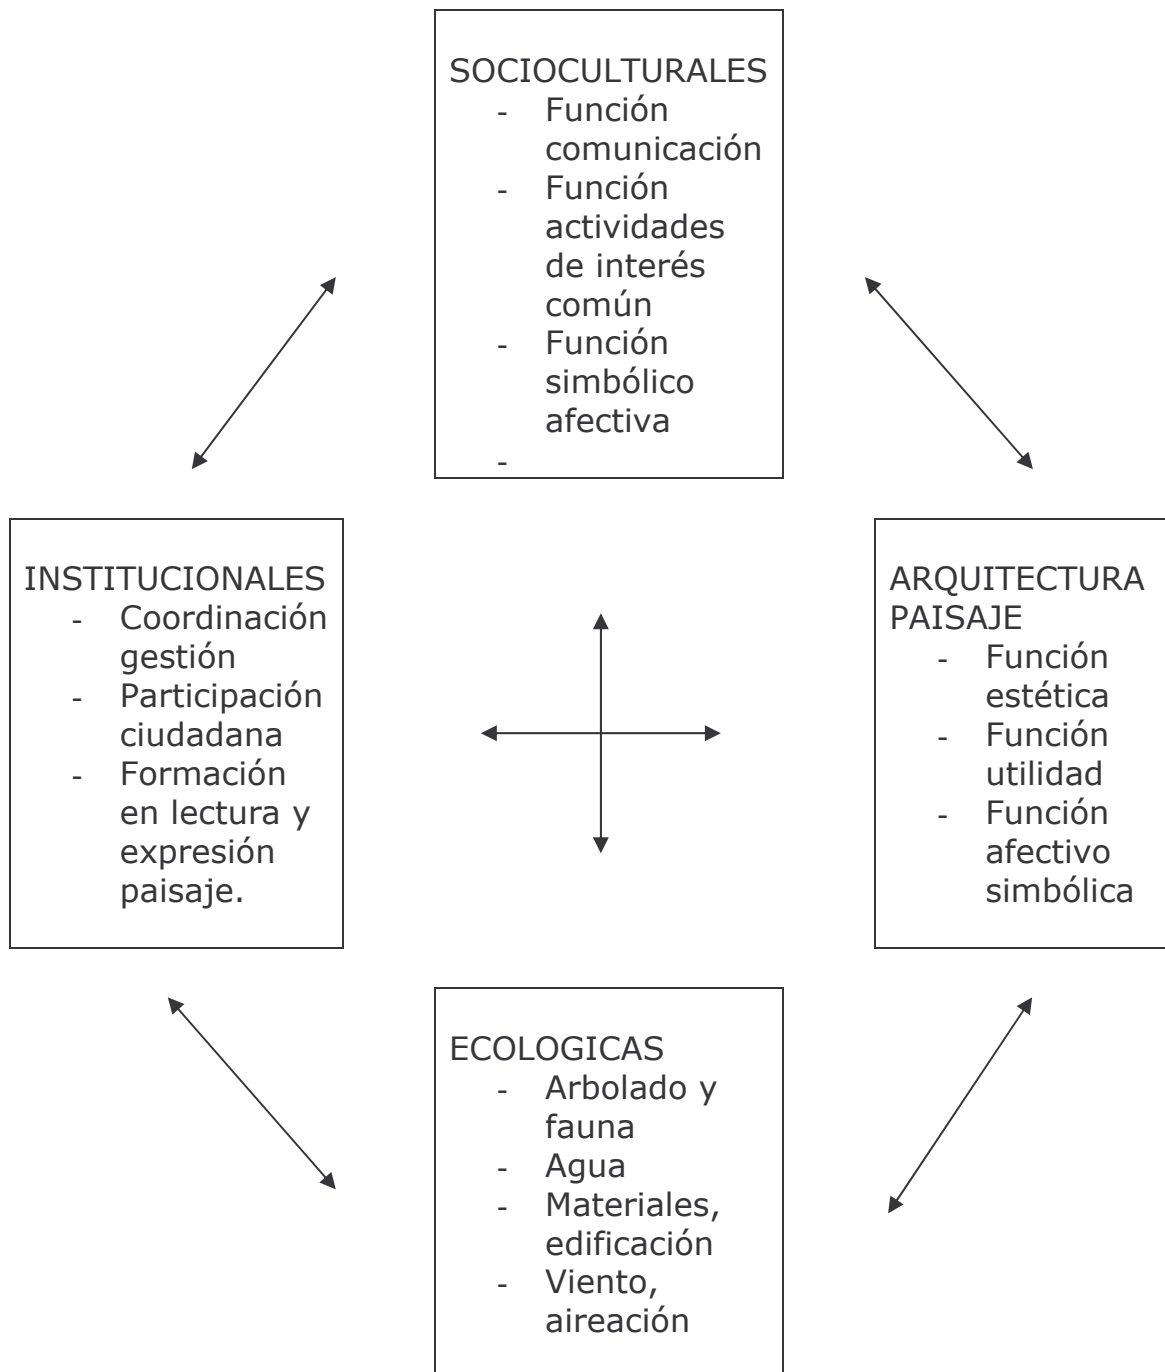 SOCIOCULTURALES
- Función
comunicación
- Función
actividades
de interés
común
- Función
simbólico
afectiva
-
INSTITUCIONALES
- Coordinación
gestión
- Participación
ciudadana
- Formación
en lectura y
expresión
paisaje.
ARQUITECTURA
PAISAJE
- Función
estética
- Función
utilidad
- Función
afectivo
simbólica
ECOLOGICAS
- Arbolado y
fauna
- Agua
- Materiales,
edificación
- Viento,
aireación